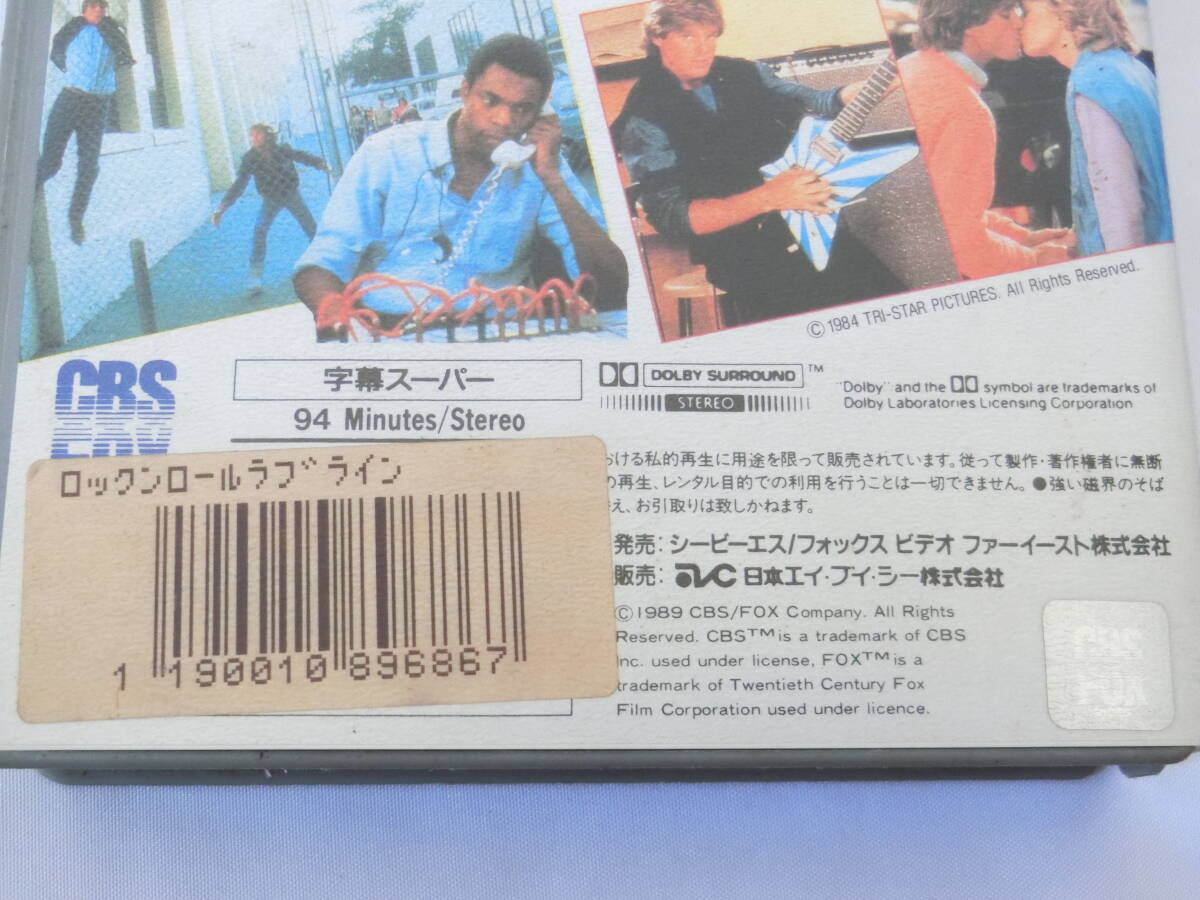 © 1984 TRI-STAR PICTURES. All Rights Reserved.
CBS
FOX
字幕スーパー
94 Minutes/Stereo
DOLBY SURROUND TM
STEREO
"Dolby" and the symbol are trademarks of
Dolby Laboratories Licensing Corporation
ロックンロールラブライン
1 190010 896867
おける私的再生に用途を限って販売されています。従って製作・著作権者に無断
の再生、レンタル目的での利用を行うことは一切できません。●強い磁界のそば
え、お引取りは致しかねます。
発売: シービーエス/フォックス ビデオ ファーイースト株式会社
販売: AVC 日本エイ・ブイ・シー株式会社
©1989 CBS/FOX Company. All Rights
Reserved. CBS™ is a trademark of CBS
Inc. used under license, FOX™ is a
trademark of Twentieth Century Fox
Film Corporation used under licence.
CBS
FOX